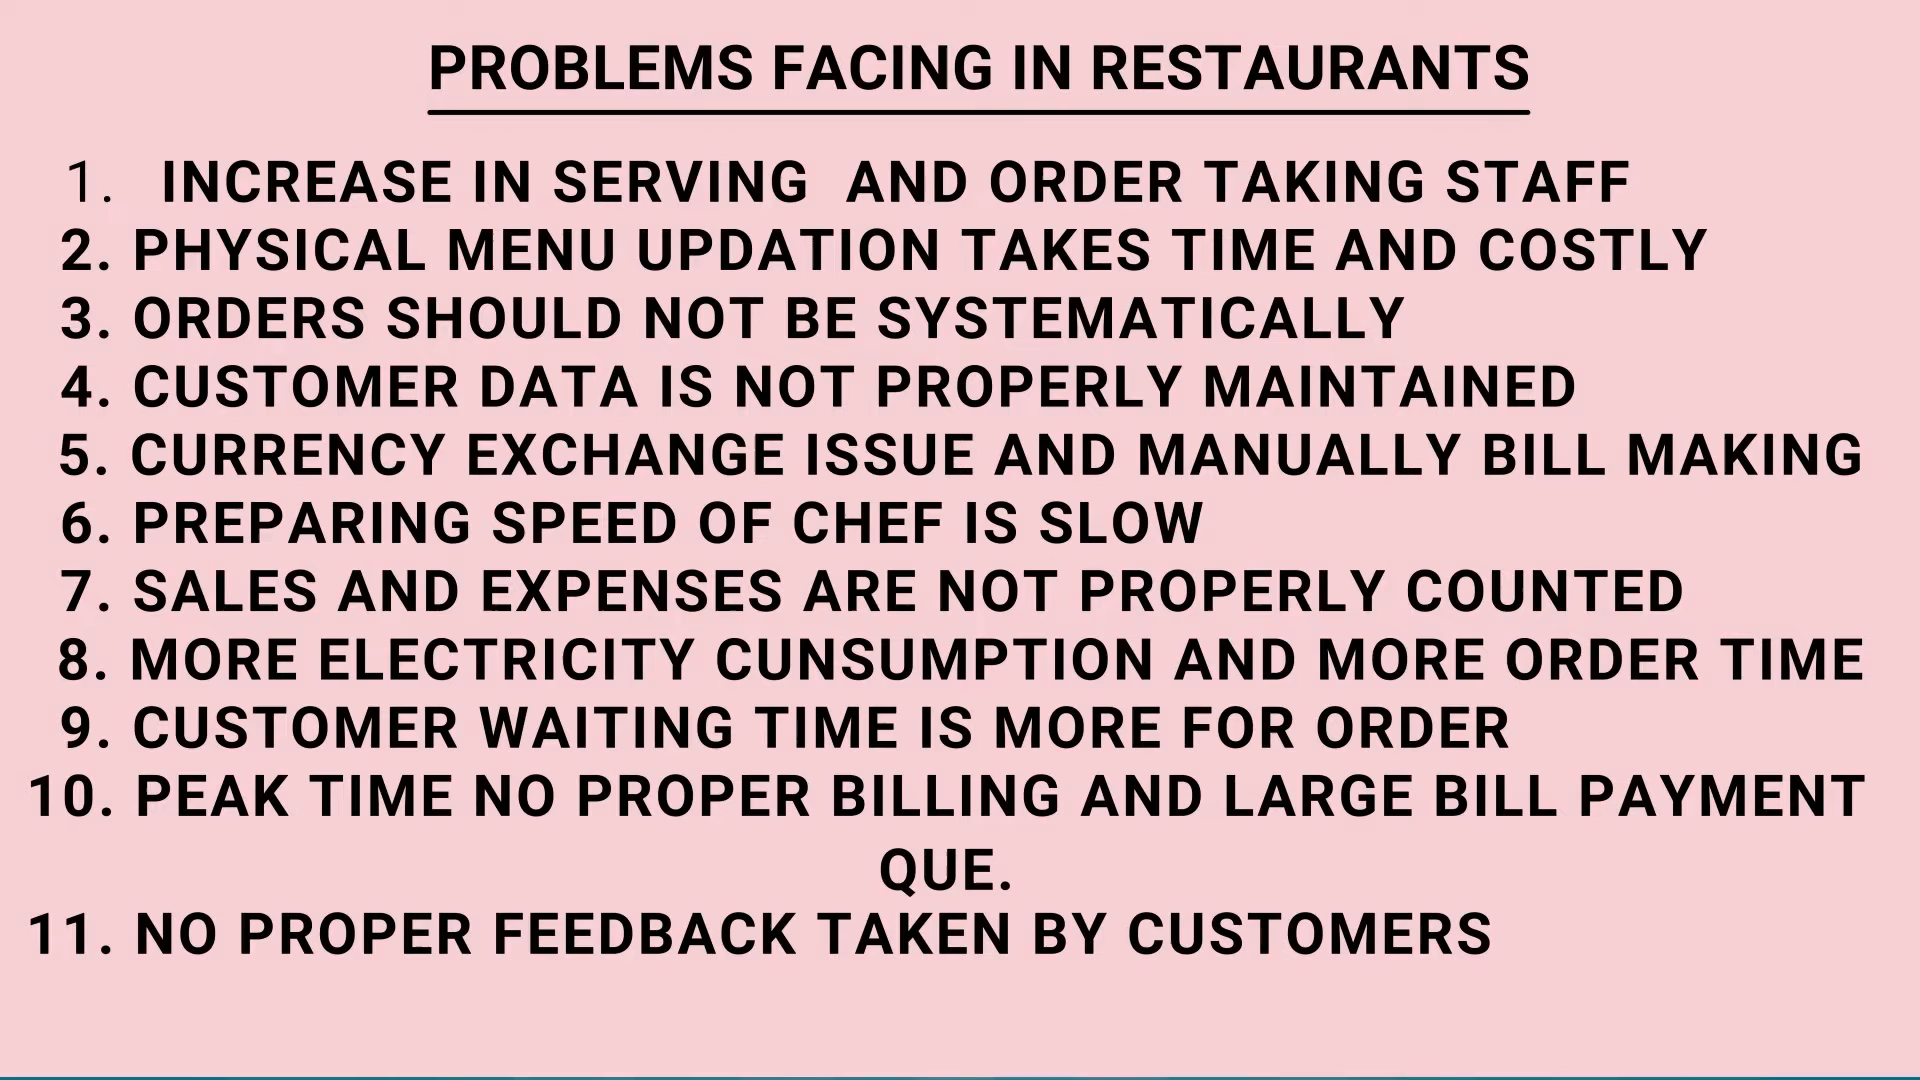 PROBLEMS FACING IN RESTAURANTS
1. INCREASE IN SERVING AND ORDER TAKING STAFF
2. PHYSICAL MENU UPDATION TAKES TIME AND COSTLY
3. ORDERS SHOULD NOT BE SYSTEMATICALLY
4. CUSTOMER DATA IS NOT PROPERLY MAINTAINED
5. CURRENCY EXCHANGE ISSUE AND MANUALLY BILL MAKING
6. PREPARING SPEED OF CHEF IS SLOW
7. SALES AND EXPENSES ARE NOT PROPERLY COUNTED
8. MORE ELECTRICITY CUNSUMPTION AND MORE ORDER TIME
9. CUSTOMER WAITING TIME IS MORE FOR ORDER
10. PEAK TIME NO PROPER BILLING AND LARGE BILL PAYMENT
QUE.
11. NO PROPER FEEDBACK TAKEN BY CUSTOMERS